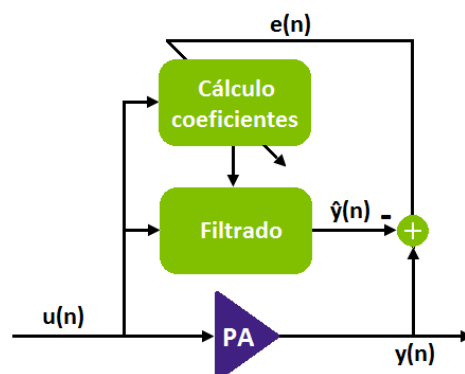 e(n)
Cálculo
coeficientes
ŷ(n) -
Filtrado
+
u(n)
PA
y(n)